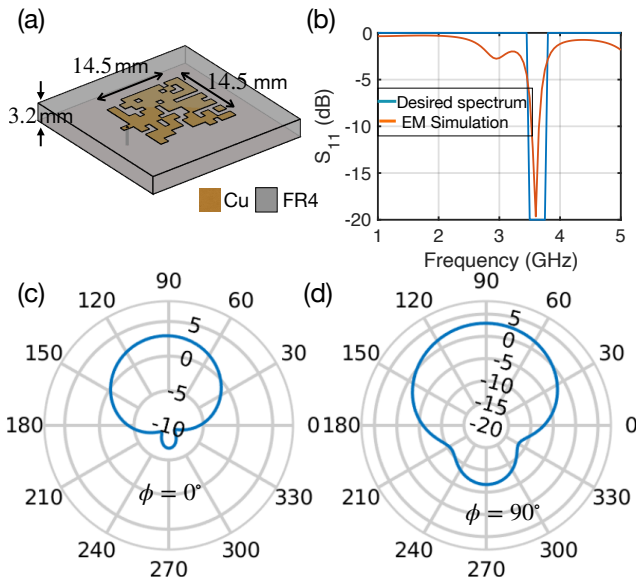 (a)
14.5 mm
14.5 mm
3.2 mm
Cu
FR4
(b)
0
-5
-10
-15
-20
S11 (dB)
Desired spectrum
EM Simulation
1
2
3
4
5
Frequency (GHz)
(c)
90
120
60
150
30
180
0
210
330
240
300
270
5
0
-5
-10
ϕ = 0°
(d)
90
120
60
150
30
180
0
210
330
240
300
270
5
0
-5
-10
-15
-20
ϕ = 90°